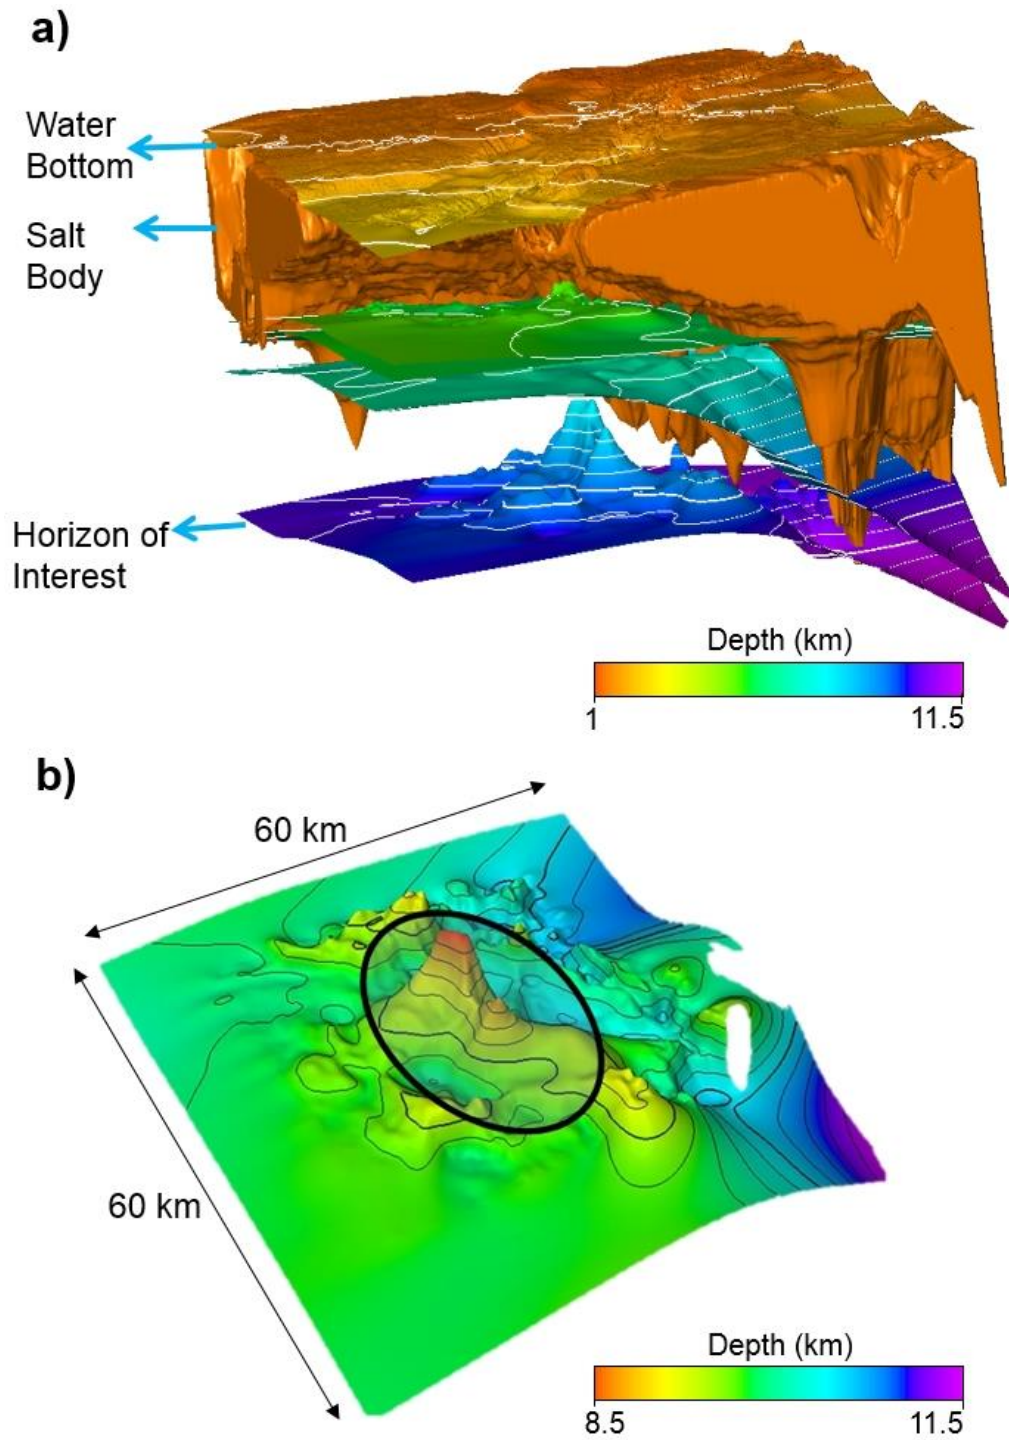 a)
Water
Bottom
Salt
Body
Horizon of
Interest
Depth (km)
1
11.5
b)
60 km
60 km
Depth (km)
8.5
11.5